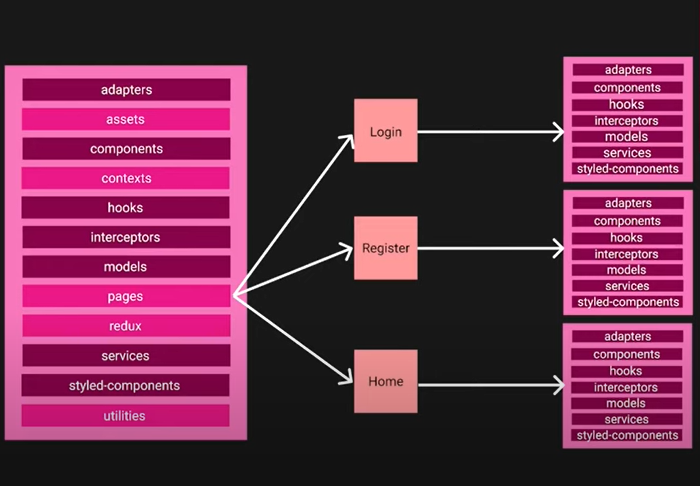 adapters
assets
components
contexts
hooks
interceptors
models
pages
redux
services
styled-components
utilities
Login
Register
Home
adapters
components
hooks
interceptors
models
services
styled-components
adapters
components
hooks
interceptors
models
services
styled-components
adapters
components
hooks
interceptors
models
services
styled-components